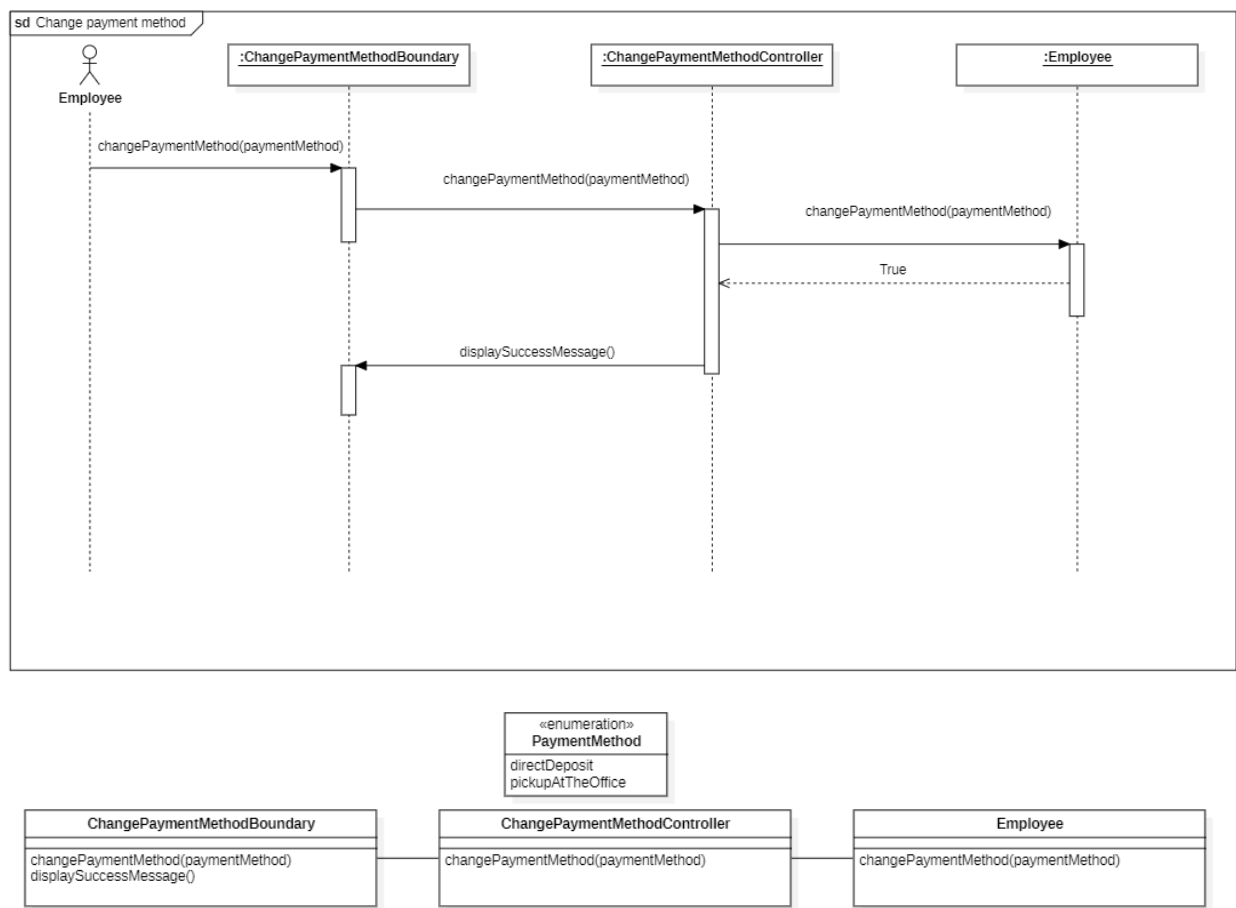 sd Change payment method
Employee
:ChangePaymentMethodBoundary
:ChangePaymentMethodController
:Employee
changePaymentMethod(paymentMethod)
changePaymentMethod(paymentMethod)
changePaymentMethod(paymentMethod)
True
displaySuccessMessage()
«enumeration»
PaymentMethod
directDeposit
pickupAtTheOffice
ChangePaymentMethodBoundary
changePaymentMethod(paymentMethod)
displaySuccessMessage()
ChangePaymentMethodController
changePaymentMethod(paymentMethod)
Employee
changePaymentMethod(paymentMethod)